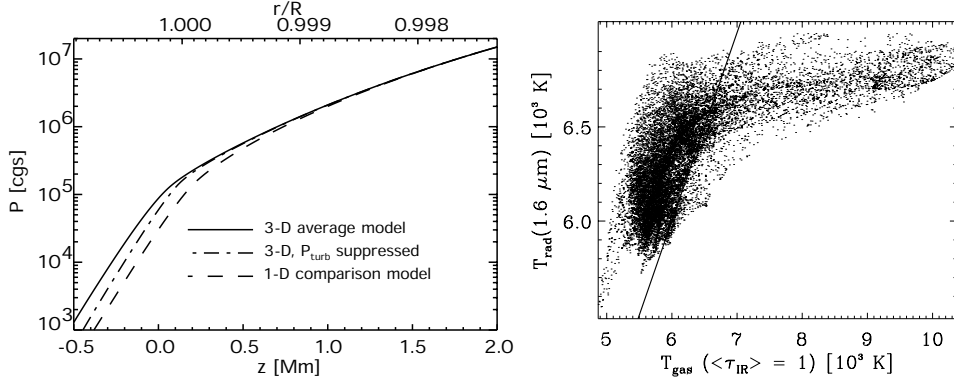 r/R
1.000 0.999 0.998
10⁷
10⁶
10⁵
10⁴
10³
P [cgs]
3-D average model
3-D, P_turb suppressed
1-D comparison model
-0.5 0.0 0.5 1.0 1.5 2.0
z [Mm]
T_rad(1.6 μm) [10³ K]
6.5
6.0
5 6 7 8 9 10
T_gas (<τ_IR> = 1) [10³ K]